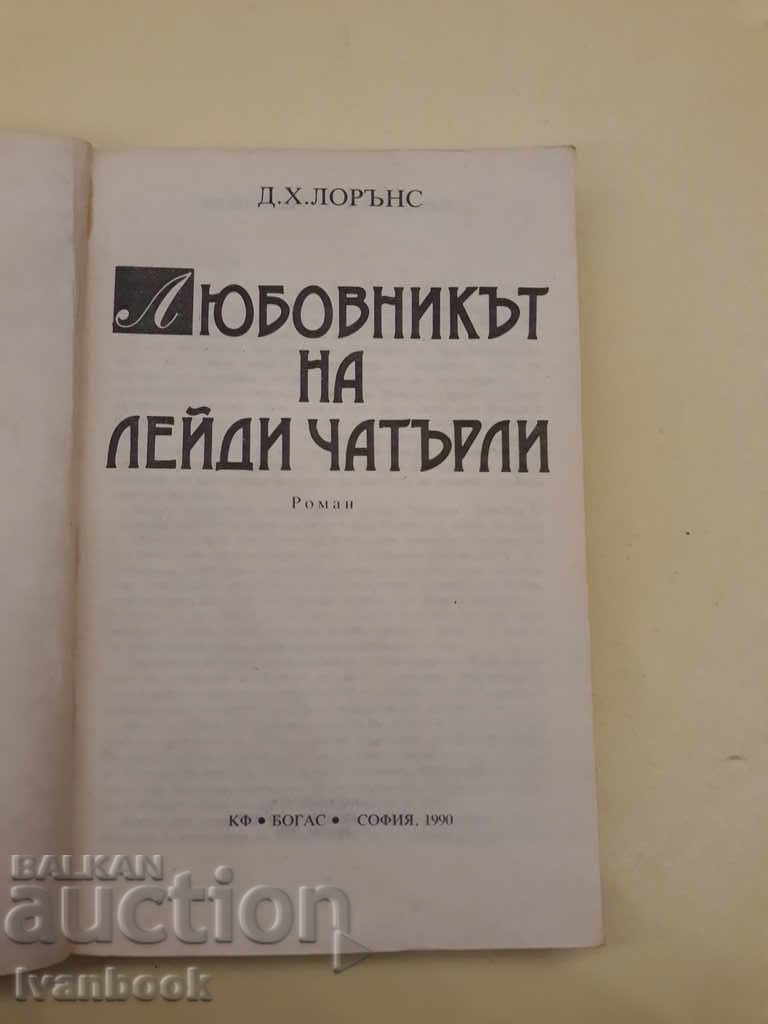 Д.Х.ЛОРЪНС
ЛЮБОВНИКЪТ
НА
ЛЕЙДИ ЧАТЪРЛИ
Роман
КФ • БОГАС • СОФИЯ, 1990
BALKAN
auction
Ivanbook